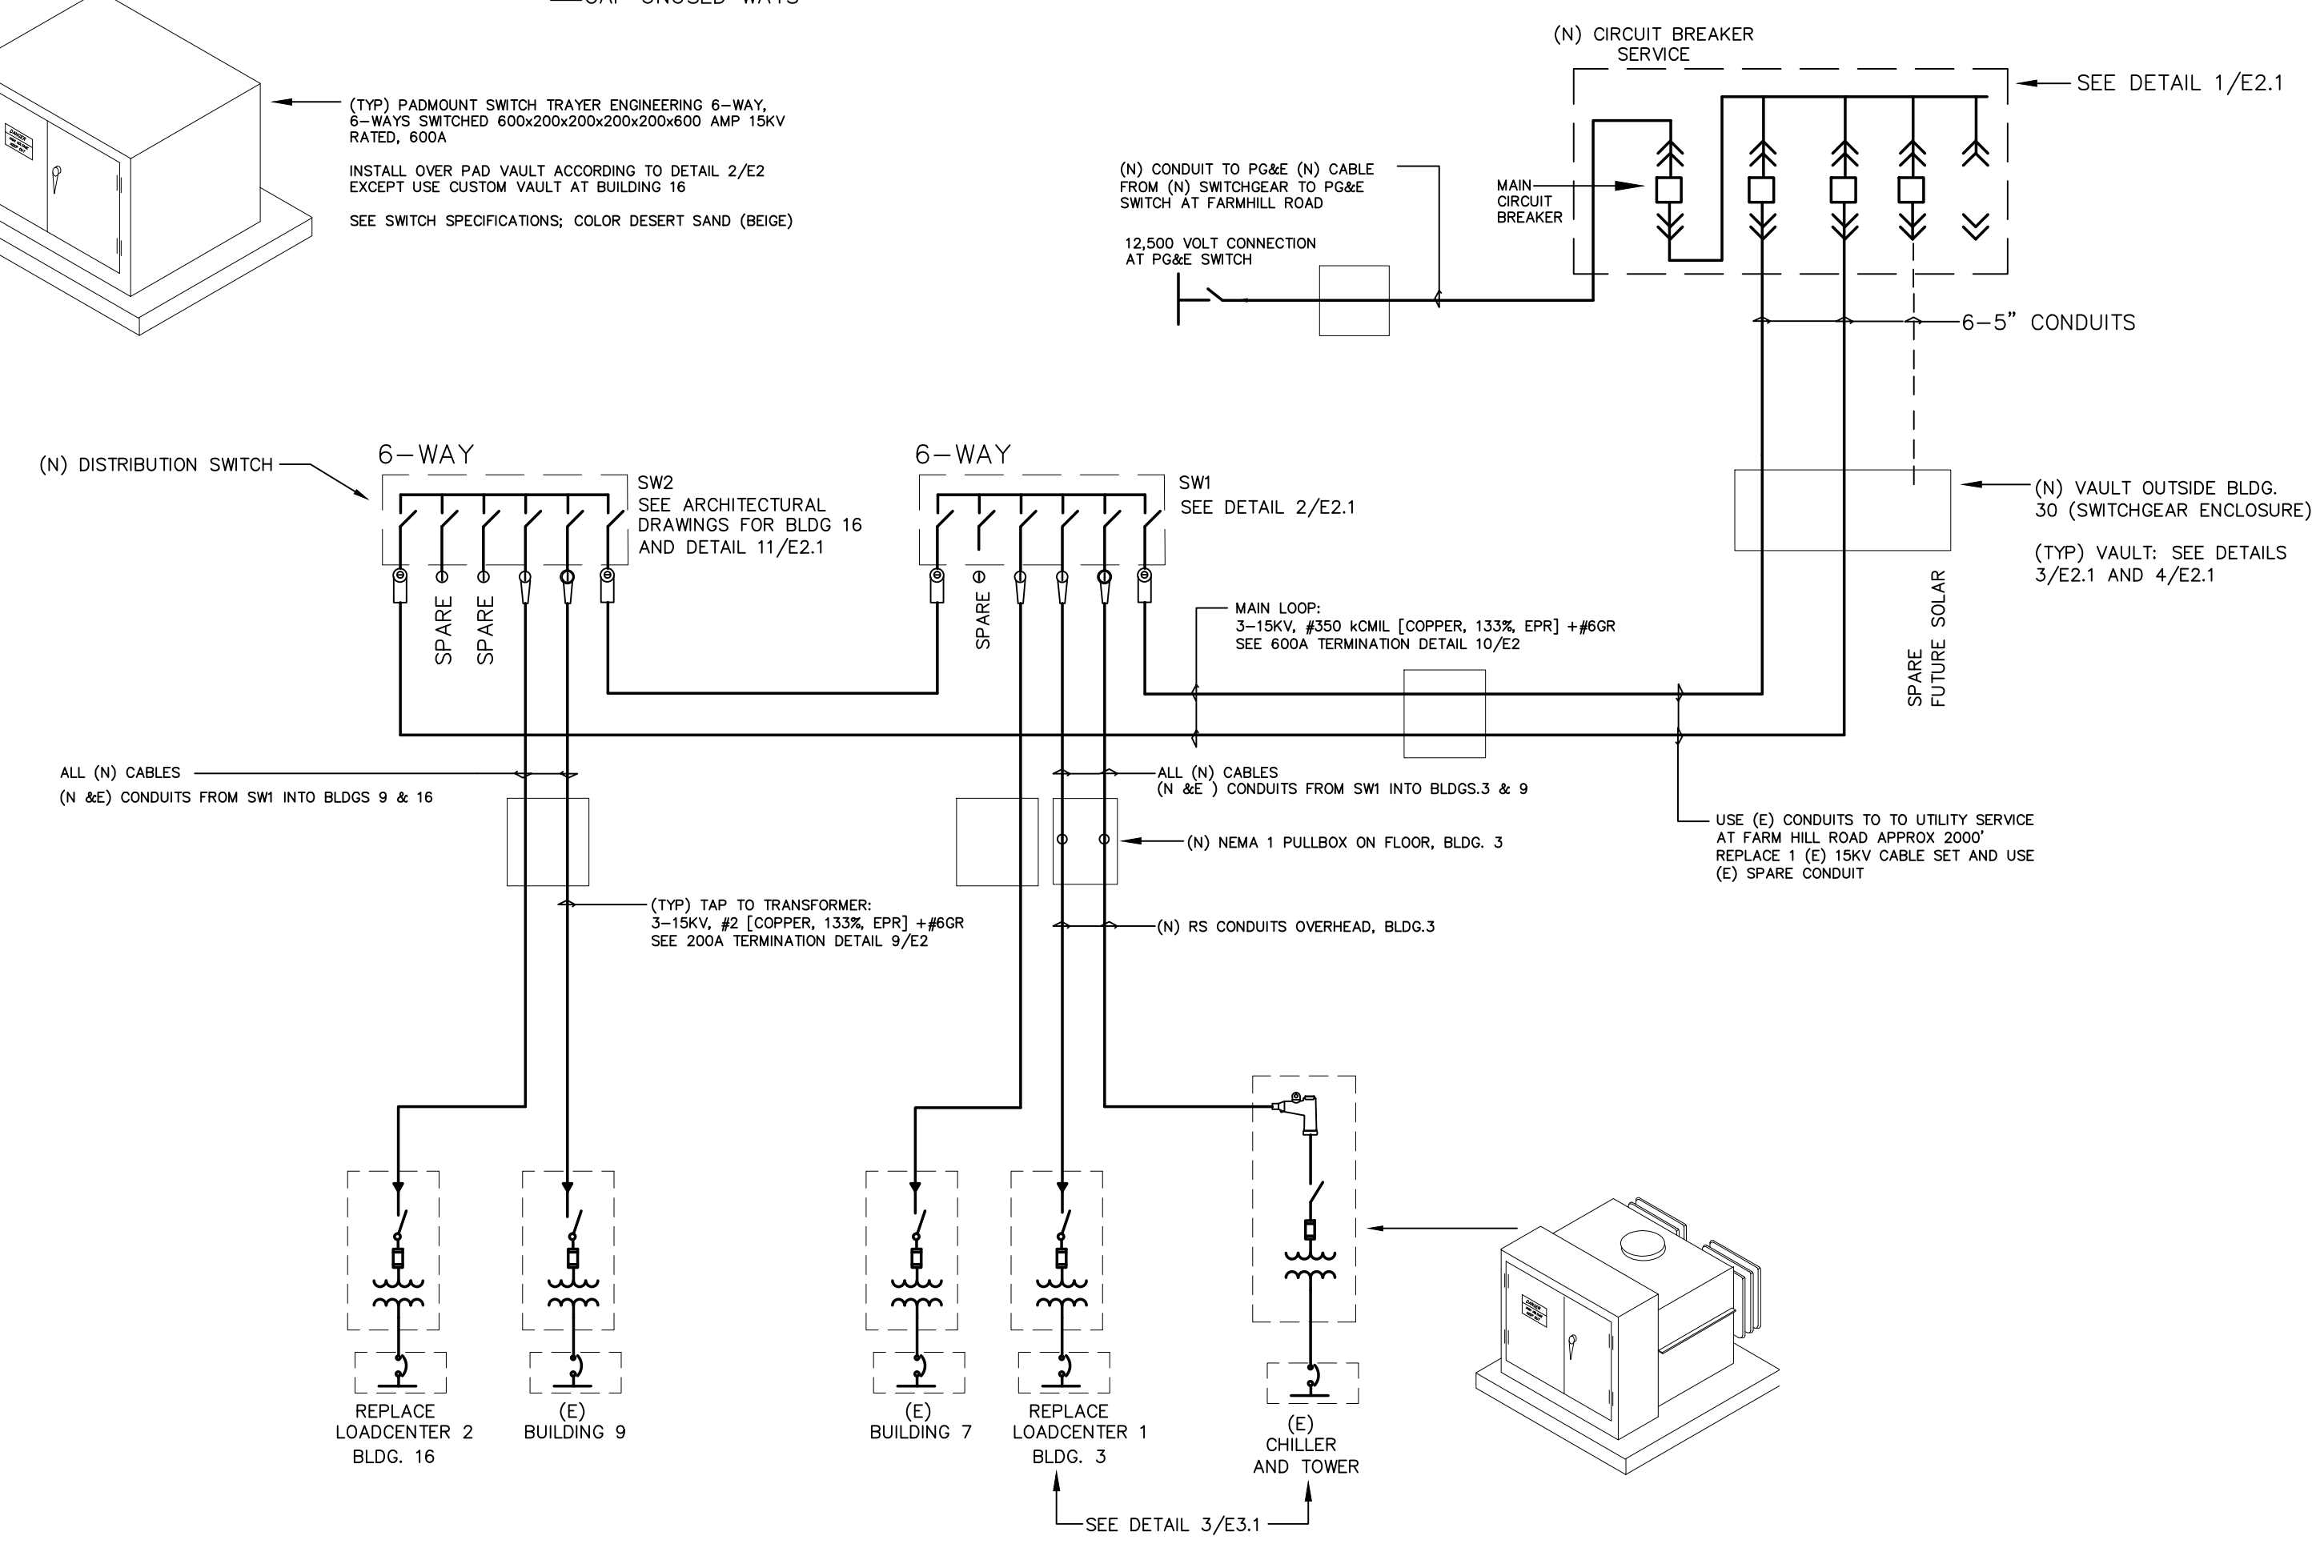 (N) CIRCUIT BREAKER
SERVICE
SEE DETAIL 1/E2.1
(TYP) PADMOUNT SWITCH TRAYER ENGINEERING 6-WAY,
6-WAYS SWITCHED 600x200x200x200x200x600 AMP 15KV
RATED, 600A
INSTALL OVER PAD VAULT ACCORDING TO DETAIL 2/E2
EXCEPT USE CUSTOM VAULT AT BUILDING 16
SEE SWITCH SPECIFICATIONS; COLOR DESERT SAND (BEIGE)
(N) CONDUIT TO PG&E (N) CABLE
FROM (N) SWITCHGEAR TO PG&E
SWITCH AT FARMHILL ROAD
MAIN
CIRCUIT
BREAKER
12,500 VOLT CONNECTION
AT PG&E SWITCH
6-5" CONDUITS
(N) DISTRIBUTION SWITCH
6-WAY
SW2
SEE ARCHITECTURAL
DRAWINGS FOR BLDG 16
AND DETAIL 11/E2.1
6-WAY
SW1
SEE DETAIL 2/E2.1
(N) VAULT OUTSIDE BLDG.
30 (SWITCHGEAR ENCLOSURE)
(TYP) VAULT: SEE DETAILS
3/E2.1 AND 4/E2.1
SPARE
SPARE
SPARE
MAIN LOOP:
3-15KV, #350 kCMIL [COPPER, 133%, EPR] +#6GR
SEE 600A TERMINATION DETAIL 10/E2
SPARE
FUTURE SOLAR
ALL (N) CABLES
(N &E) CONDUITS FROM SW1 INTO BLDGS 9 & 16
ALL (N) CABLES
(N &E ) CONDUITS FROM SW1 INTO BLDGS.3 & 9
(N) NEMA 1 PULLBOX ON FLOOR, BLDG. 3
USE (E) CONDUITS TO TO UTILITY SERVICE
AT FARM HILL ROAD APPROX 2000'
REPLACE 1 (E) 15KV CABLE SET AND USE
(E) SPARE CONDUIT
(TYP) TAP TO TRANSFORMER:
3-15KV, #2 [COPPER, 133%, EPR] +#6GR
SEE 200A TERMINATION DETAIL 9/E2
(N) RS CONDUITS OVERHEAD, BLDG.3
REPLACE
LOADCENTER 2
BLDG. 16
(E)
BUILDING 9
(E)
BUILDING 7
REPLACE
LOADCENTER 1
BLDG. 3
(E)
CHILLER
AND TOWER
SEE DETAIL 3/E3.1